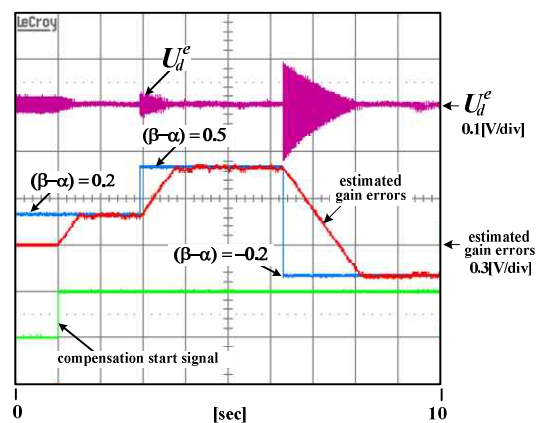 LeCroy
U_d^e
U_d^e
0.1[V/div]
(β−α) = 0.5
(β−α) = 0.2
estimated
gain errors
estimated
gain errors
0.3[V/div]
(β−α) = −0.2
compensation start signal
0
[sec]
10